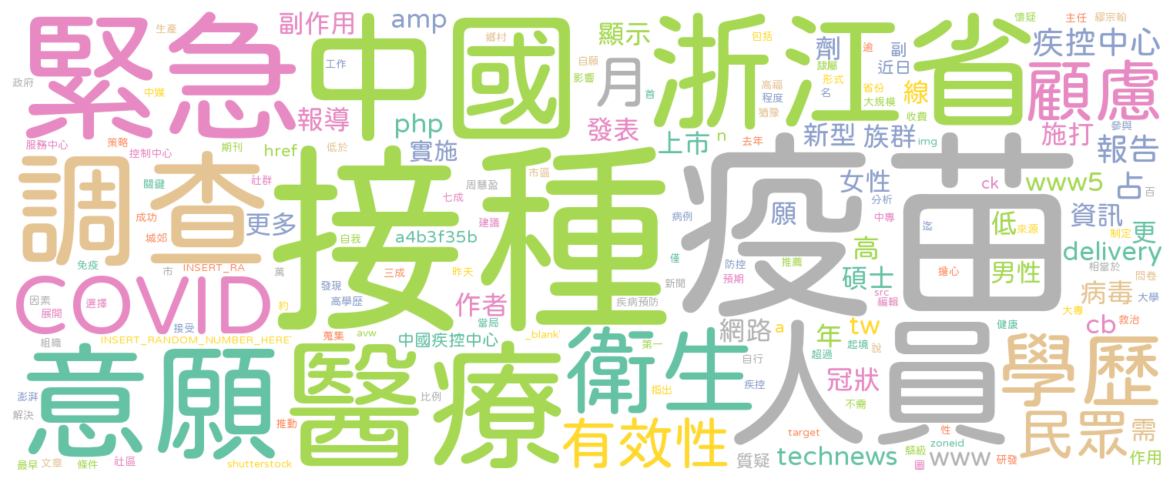 緊急
中國
浙江省
接種
疫苗
調查
COVID
意願
醫療
衛生
人員
學歷
民眾
有效性
顧慮
疾控中心
副作用
amp
顯示
月
劑
副
近日
線
報導
php
實施
發表
上市
n
新型
族群
施打
報告
女性
願
ck
www5
占
資訊
低
更
delivery
高
碩士
男性
病毒
更多
a4b3f35b
作者
中國疾控中心
網路
a
年
tw
cb
冠狀
technews
www
質疑
需
作用
政府
生產
中媒
工作
鄉村
自願
影響
首
包括
高福
程度
猶豫
隸屬
形式
名
逾
省份
大規模
收費
主任
懷疑
廖宗翰
參與
img
去年
服務中心
策略
控制中心
期刊
href
低於
關鍵
社群
成功
城郊
免疫
市
INSERT_RA
萬
自我
七成
周慧盈
市區
建議
三成
昨天
病例
僅
新聞
防控
預期
推薦
src
編輯
分析
中專
迄
來源
擔心
制定
百
相當於
問卷
大專
大學
救治
健康
因素
展開
選擇
組織
接受
約
發現
高學歷
蒐集
當局
avw
疾病預防
_blank'
第一
INSERT_RANDOM_NUMBER_HERE'
自行
超過
起境
說
疾控
不需
指出
比例
澎湃
解決
推動
最早
文章
條件
社區
shutterstock
target
性
zoneid
縣級
圖
研發